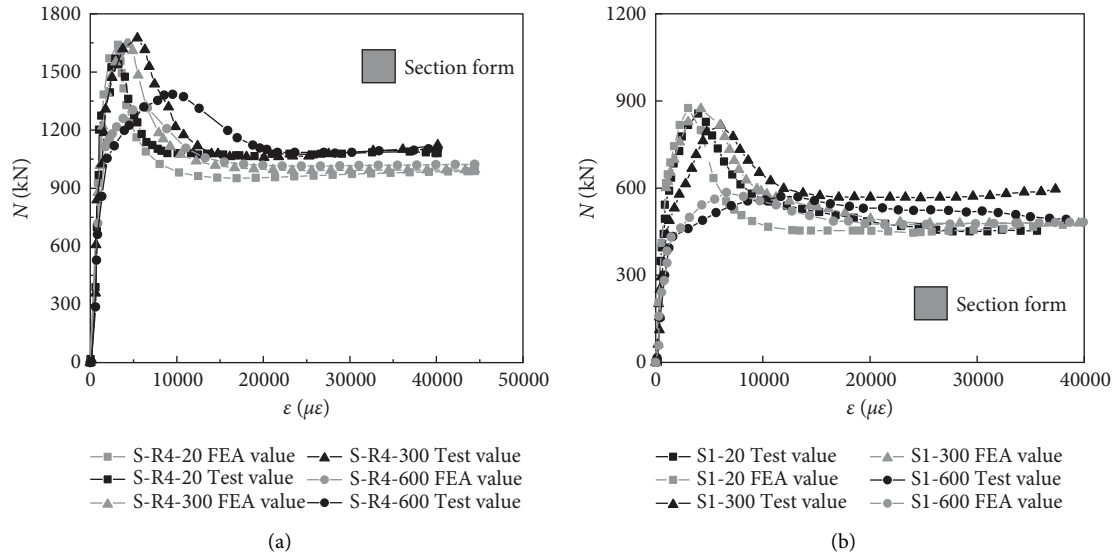 1800
1500
1200
900
600
300
0
N (kN)
0 10000 20000 30000 40000 50000
ε (με)
Section form
S-R4-20 FEA value
S-R4-20 Test value
S-R4-300 FEA value
S-R4-300 Test value
S-R4-600 FEA value
S-R4-600 Test value
(a)
1200
900
600
300
0
N (kN)
0 10000 20000 30000 40000
ε (με)
Section form
S1-20 Test value
S1-20 FEA value
S1-300 Test value
S1-300 FEA value
S1-600 Test value
S1-600 FEA value
(b)